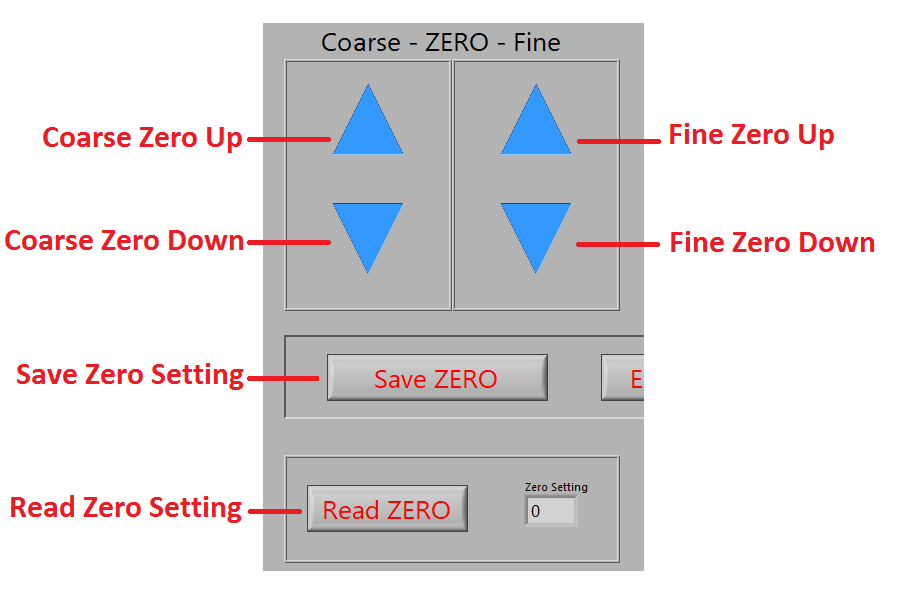 Coarse - ZERO - Fine
Coarse Zero Up
Fine Zero Up
Coarse Zero Down
Fine Zero Down
Save Zero Setting
Save ZERO
E
Read Zero Setting
Read ZERO
Zero Setting
0